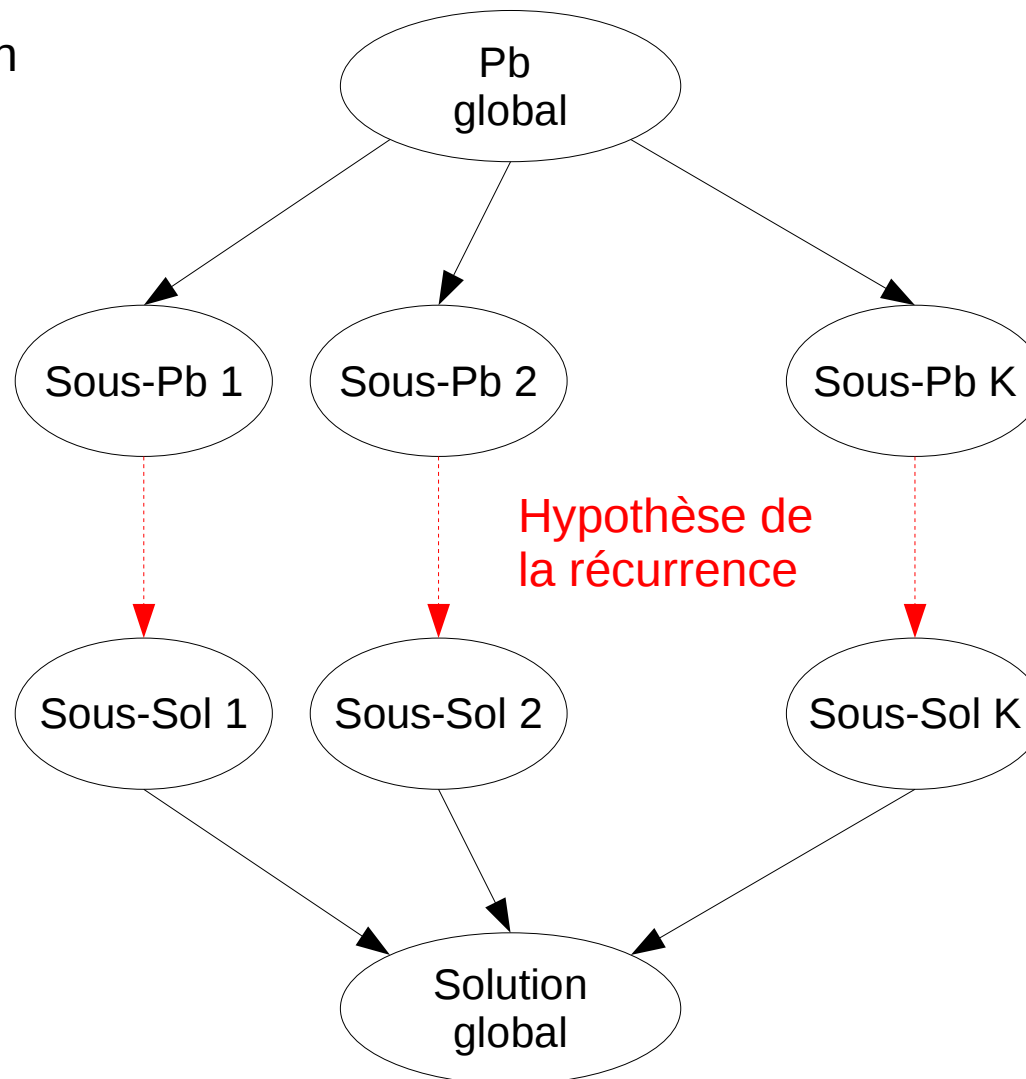 n
Pb
global
Sous-Pb 1
Sous-Pb 2
Sous-Pb K
Hypothèse de
la récurrence
Sous-Sol 1
Sous-Sol 2
Sous-Sol K
Solution
global